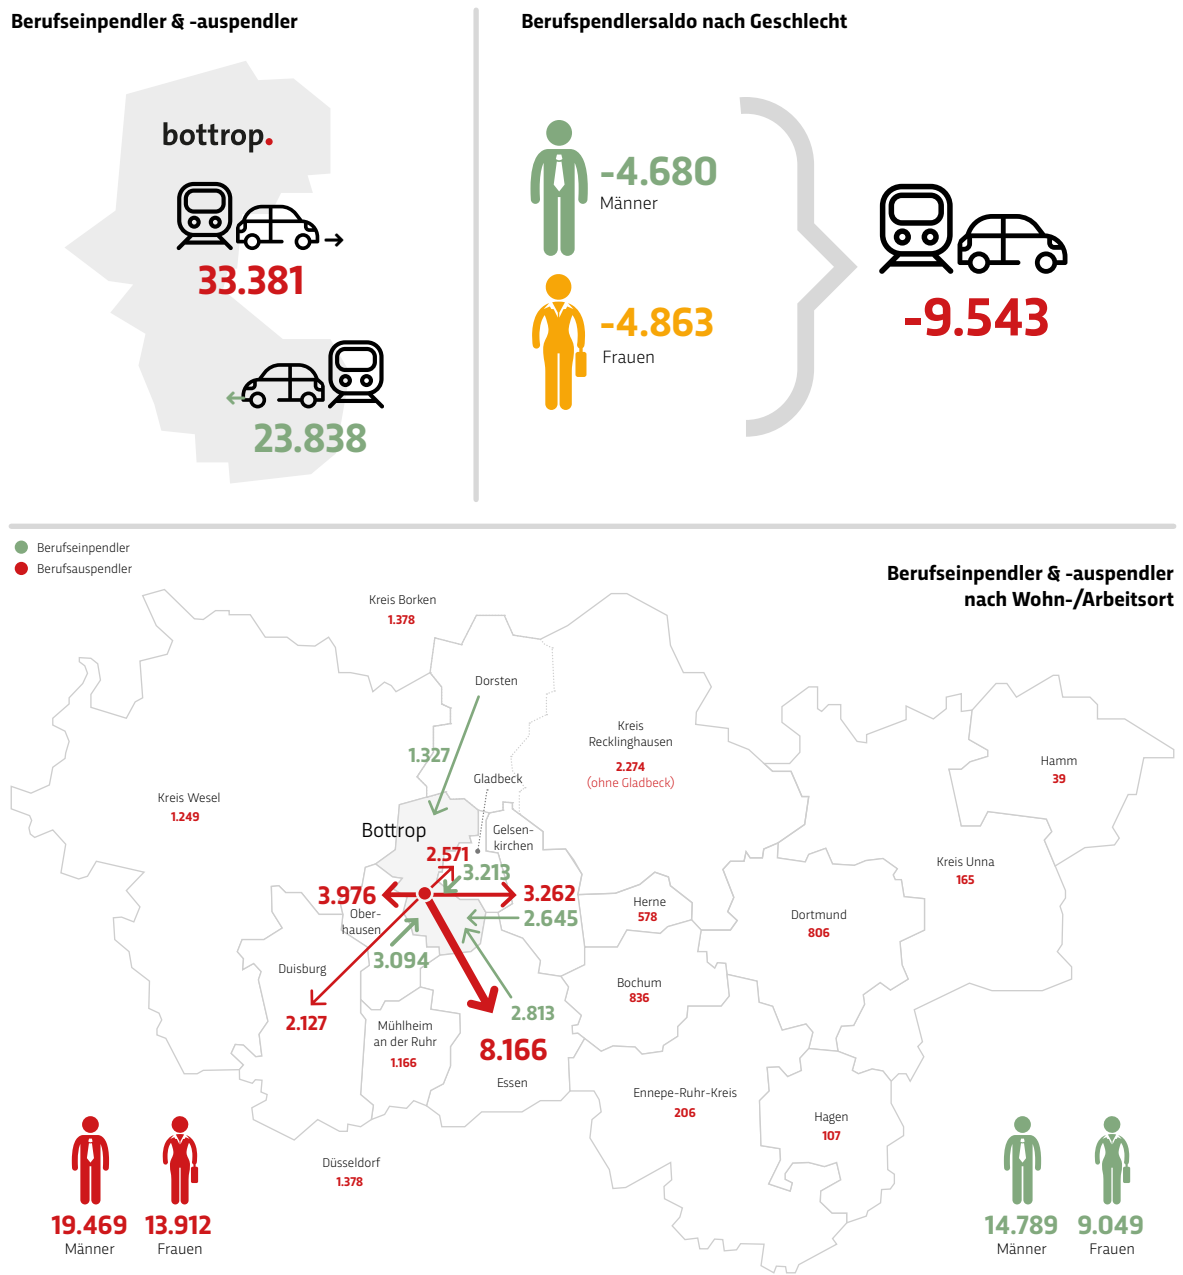 Berufseinpendler & -auspendler
bottrop.
33.381
23.838
Berufspendlersaldo nach Geschlecht
-4.680
Männer
-4.863
Frauen
-9.543
Berufseinpendler
Berufsauspendler
Berufseinpendler & -auspendler
nach Wohn-/Arbeitsort
Kreis Borken
1.378
Dorsten
1.327
Kreis
Recklinghausen
2.274
(ohne Gladbeck)
Gladbeck
Hamm
39
Kreis Wesel
1.249
Bottrop
Gelsen-
kirchen
2.571
3.213
3.976
3.262
Ober-
hausen
2.645
3.094
Kreis Unna
165
Herne
578
Dortmund
806
Duisburg
2.127
Bochum
836
2.813
Mühlheim
an der Ruhr
1.166
8.166
Essen
Ennepe-Ruhr-Kreis
206
Hagen
107
Düsseldorf
1.378
19.469
Männer
13.912
Frauen
14.789
Männer
9.049
Frauen